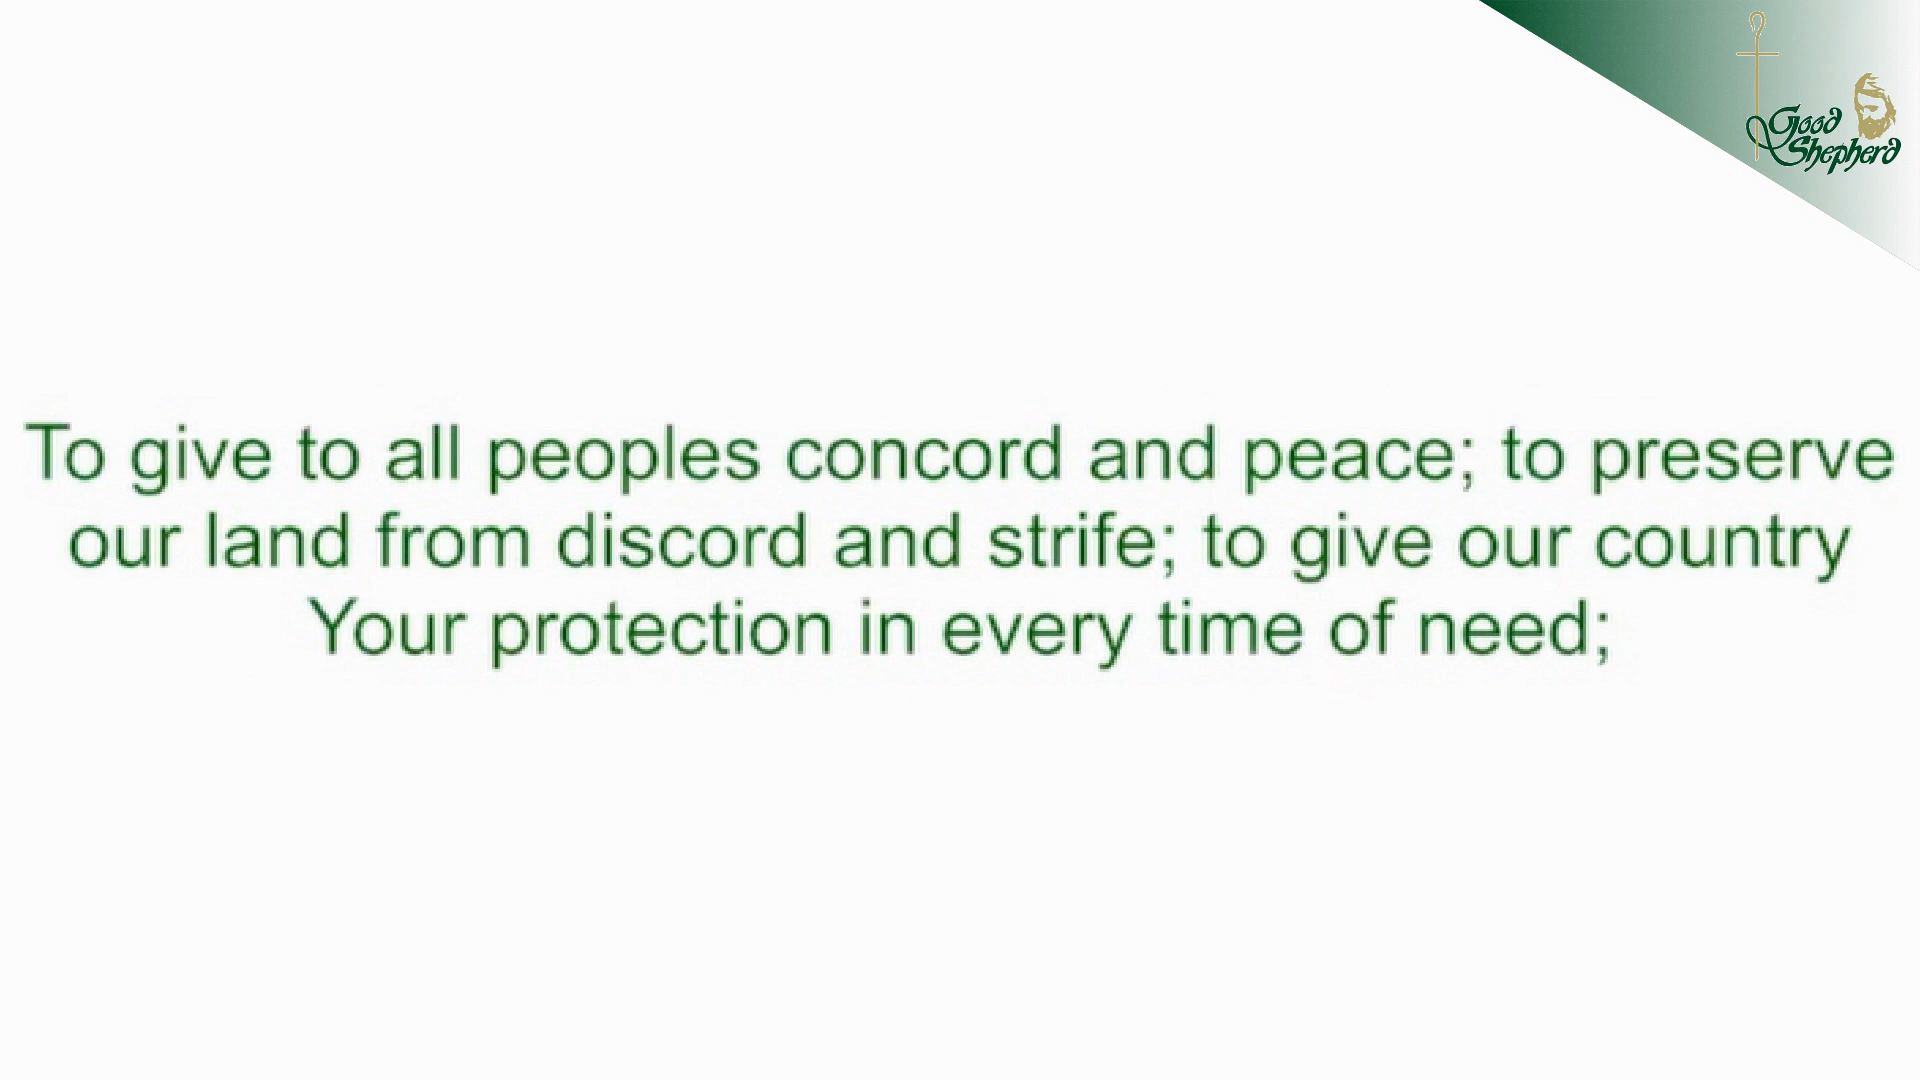 Good
Shepherd
To give to all peoples concord and peace; to preserve
our land from discord and strife; to give our country
Your protection in every time of need;